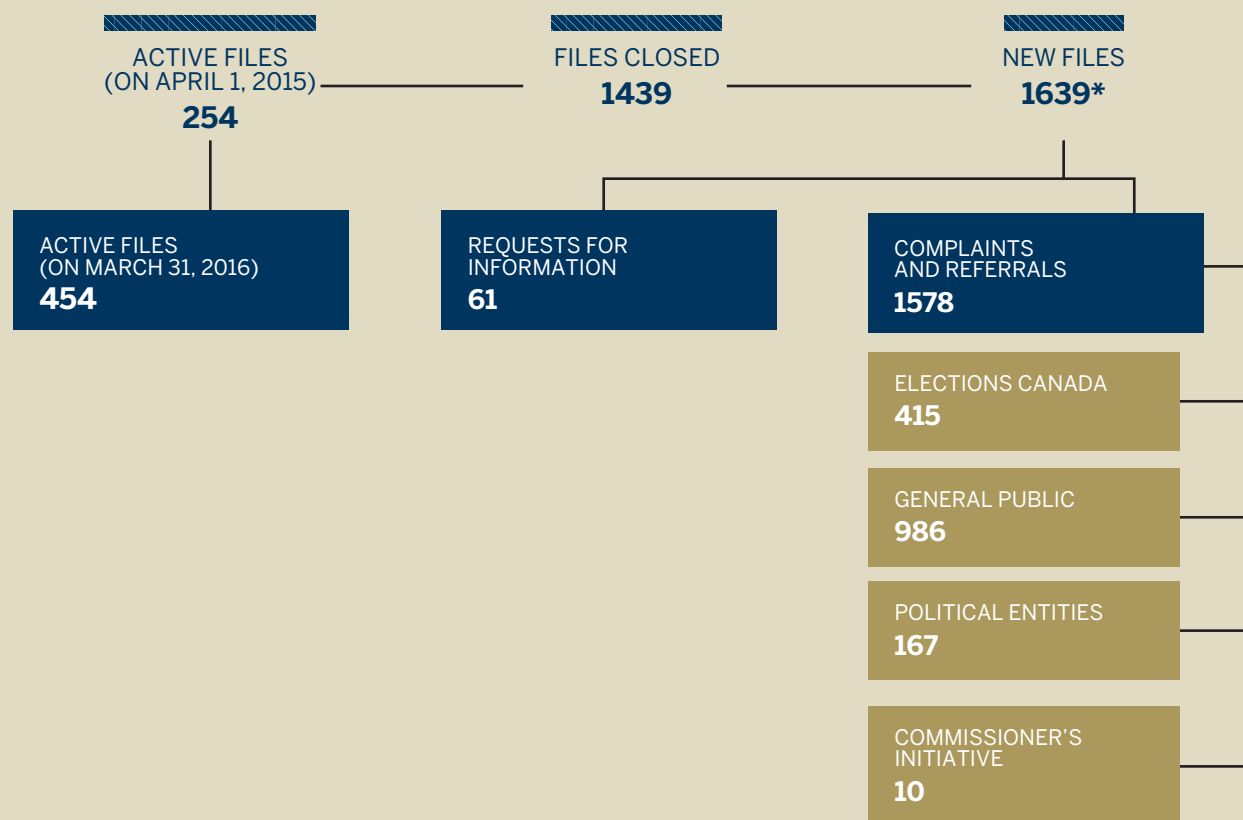 ACTIVE FILES
(ON APRIL 1, 2015)
254
FILES CLOSED
1439
NEW FILES
1639*
ACTIVE FILES
(ON MARCH 31, 2016)
454
REQUESTS FOR
INFORMATION
61
COMPLAINTS
AND REFERRALS
1578
ELECTIONS CANADA
415
GENERAL PUBLIC
986
POLITICAL ENTITIES
167
COMMISSIONER'S
INITIATIVE
10